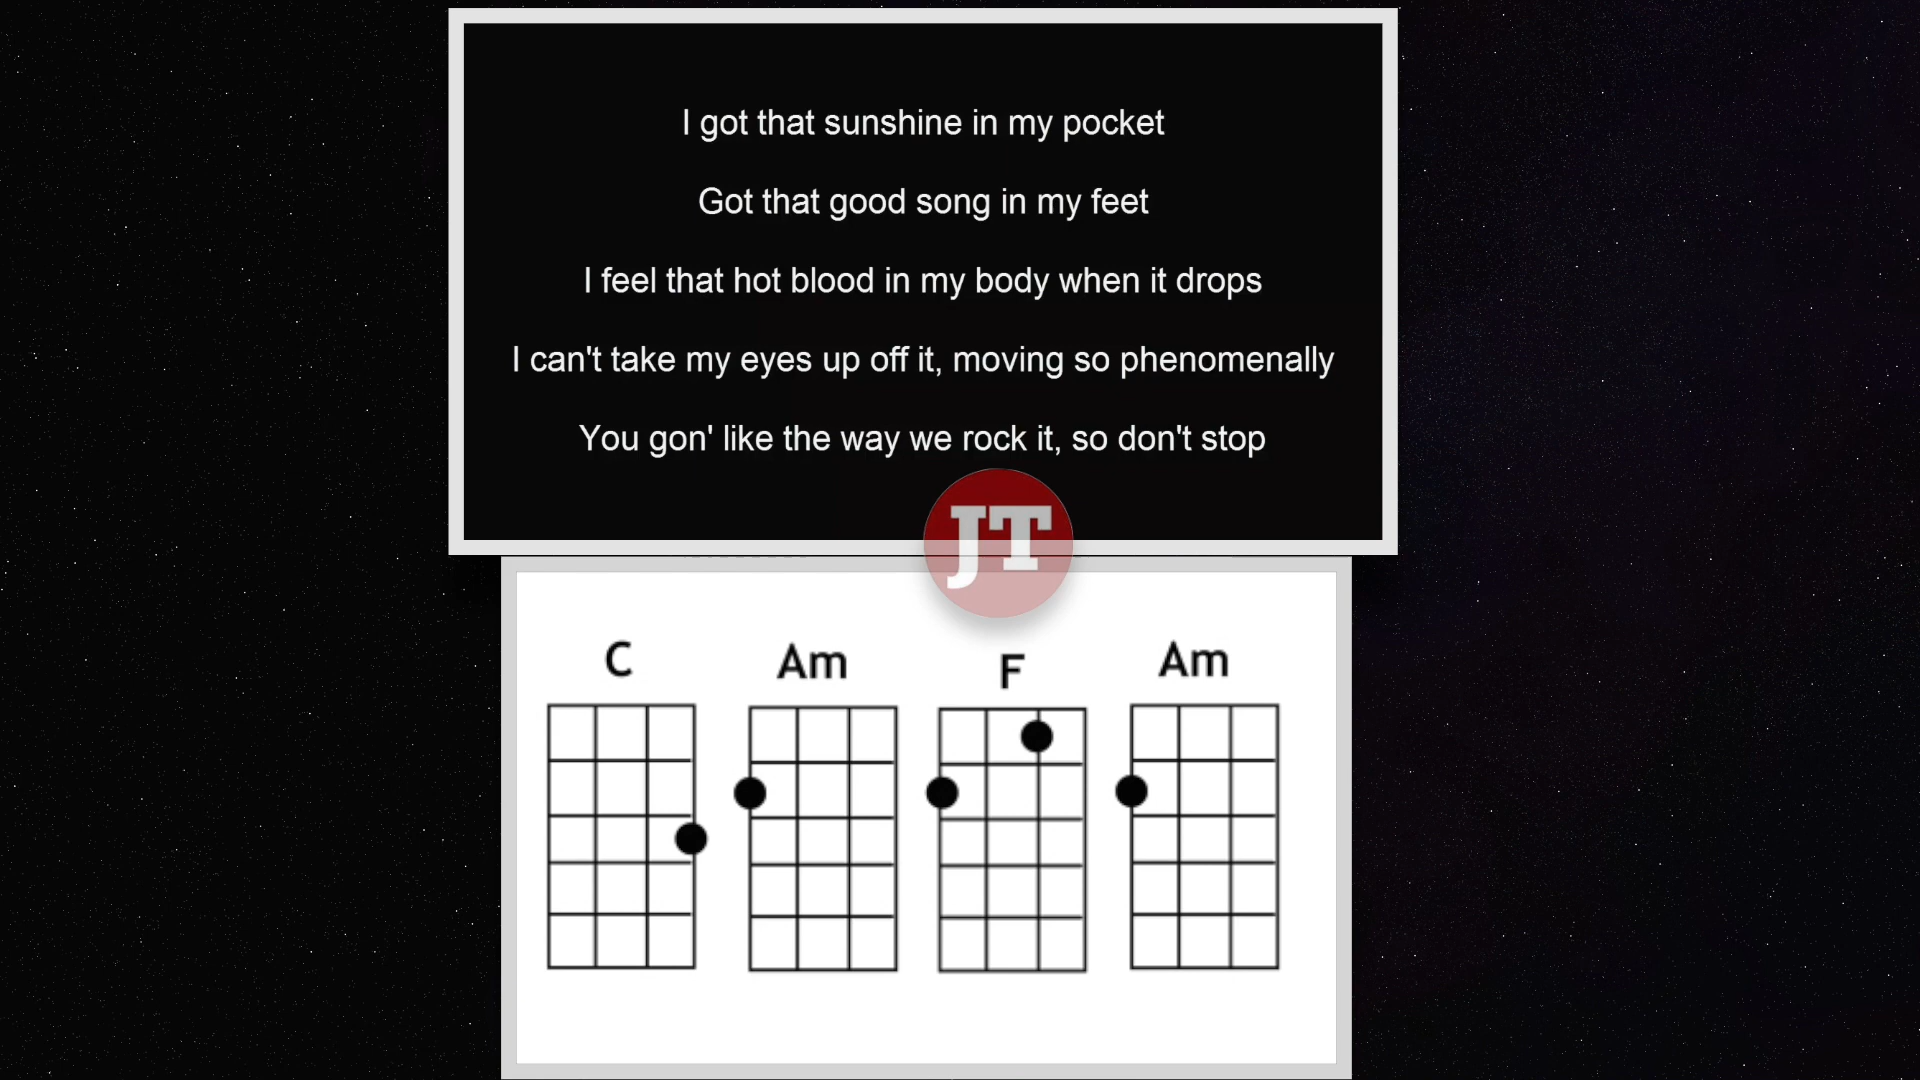 I got that sunshine in my pocket
Got that good song in my feet
I feel that hot blood in my body when it drops
I can't take my eyes up off it, moving so phenomenally
You gon' like the way we rock it, so don't stop
JT
C Am F Am